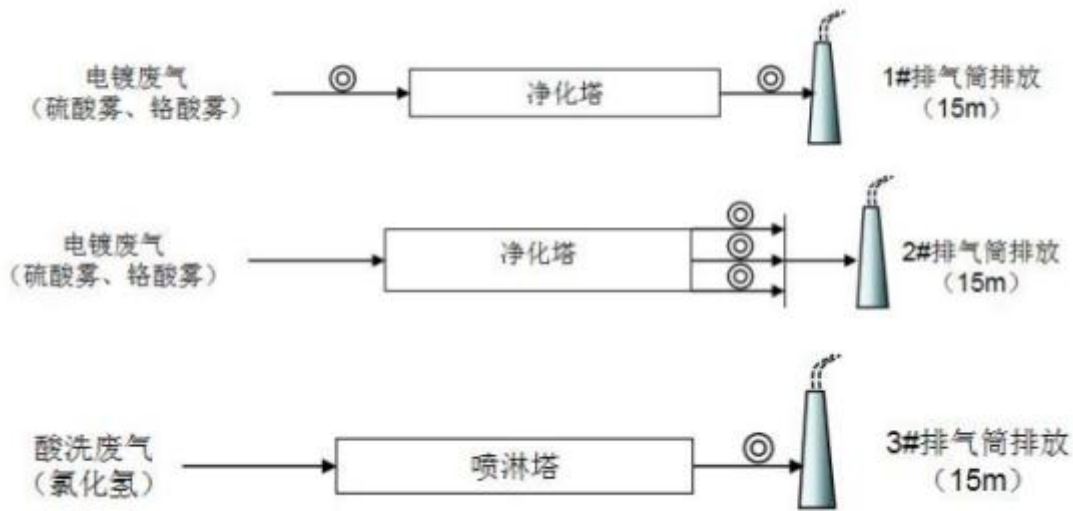 电镀废气
（硫酸雾、铬酸雾）
净化塔
1#排气筒排放
（15m）
电镀废气
（硫酸雾、铬酸雾）
净化塔
2#排气筒排放
（15m）
酸洗废气
（氯化氢）
喷淋塔
3#排气筒排放
（15m）